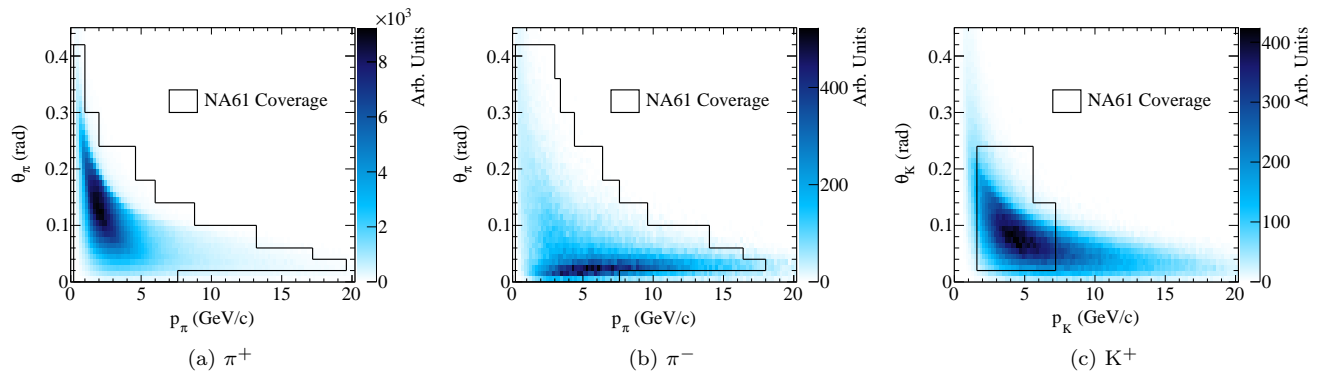 ×10³
0.4
0.3
0.2
0.1
0
θπ (rad)
0 5 10 15 20
pπ (GeV/c)
NA61 Coverage
8
6
4
2
0
Arb. Units
(a) π⁺
0.4
0.3
0.2
0.1
0
θπ (rad)
0 5 10 15 20
pπ (GeV/c)
NA61 Coverage
400
200
0
Arb. Units
(b) π⁻
0.4
0.3
0.2
0.1
0
θK (rad)
0 5 10 15 20
pK (GeV/c)
NA61 Coverage
400
300
200
100
0
Arb. Units
(c) K⁺